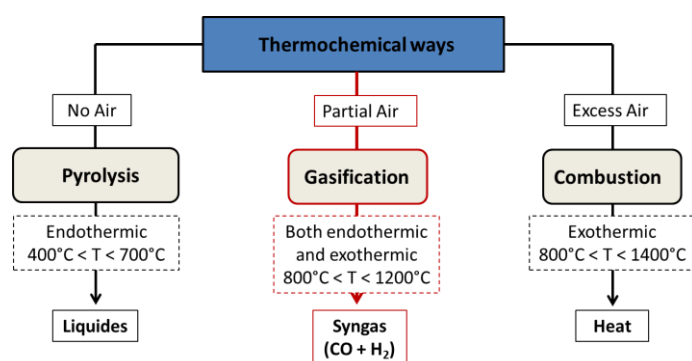 Thermochemical ways
No Air
Partial Air
Excess Air
Pyrolysis
Gasification
Combustion
Endothermic
400°C < T < 700°C
Both endothermic
and exothermic
800°C < T < 1200°C
Exothermic
800°C < T < 1400°C
Liquides
Syngas
(CO + H₂)
Heat